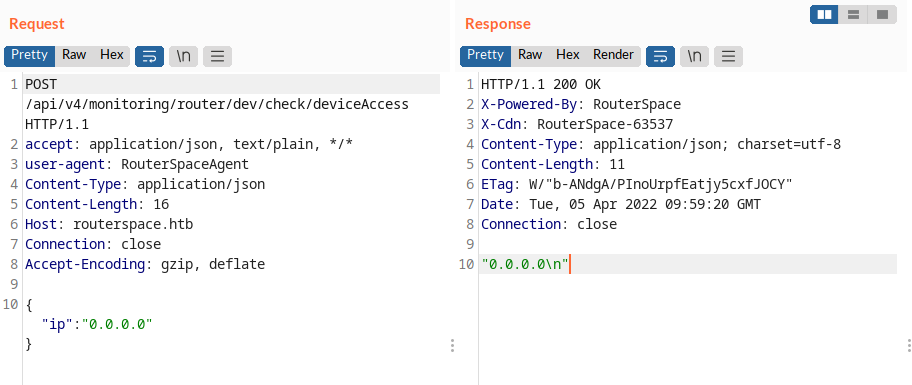 Request
Pretty Raw Hex \n
1 POST
/api/v4/monitoring/router/dev/check/deviceAccess
HTTP/1.1
2 accept: application/json, text/plain, */*
3 user-agent: RouterSpaceAgent
4 Content-Type: application/json
5 Content-Length: 16
6 Host: routerspace.htb
7 Connection: close
8 Accept-Encoding: gzip, deflate
9
10 {
"ip":"0.0.0.0"
}
Response
Pretty Raw Hex Render \n
1 HTTP/1.1 200 OK
2 X-Powered-By: RouterSpace
3 X-Cdn: RouterSpace-63537
4 Content-Type: application/json; charset=utf-8
5 Content-Length: 11
6 ETag: W/"b-ANdgA/PInoUrpfEatjy5cxfJOCY"
7 Date: Tue, 05 Apr 2022 09:59:20 GMT
8 Connection: close
9
10 "0.0.0.0\n"